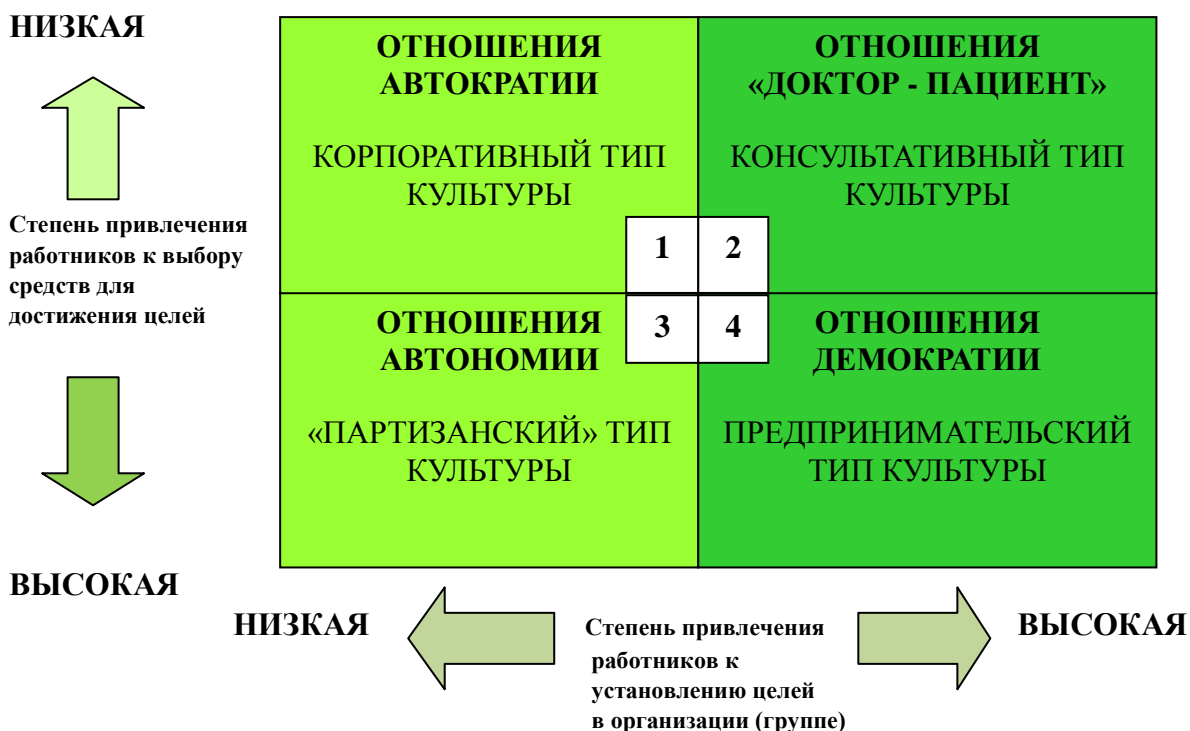 НИЗКАЯ
ОТНОШЕНИЯ
АВТОКРАТИИ
КОРПОРАТИВНЫЙ ТИП
КУЛЬТУРЫ
ОТНОШЕНИЯ
«ДОКТОР - ПАЦИЕНТ»
КОНСУЛЬТАТИВНЫЙ ТИП
КУЛЬТУРЫ
Степень привлечения
работников к выбору
средств для
достижения целей
1
2
3
4
ОТНОШЕНИЯ
АВТОНОМИИ
«ПАРТИЗАНСКИЙ» ТИП
КУЛЬТУРЫ
ОТНОШЕНИЯ
ДЕМОКРАТИИ
ПРЕДПРИНИМАТЕЛЬСКИЙ
ТИП КУЛЬТУРЫ
ВЫСОКАЯ
НИЗКАЯ
Степень привлечения
работников к
установлению целей
в организации (группе)
ВЫСОКАЯ